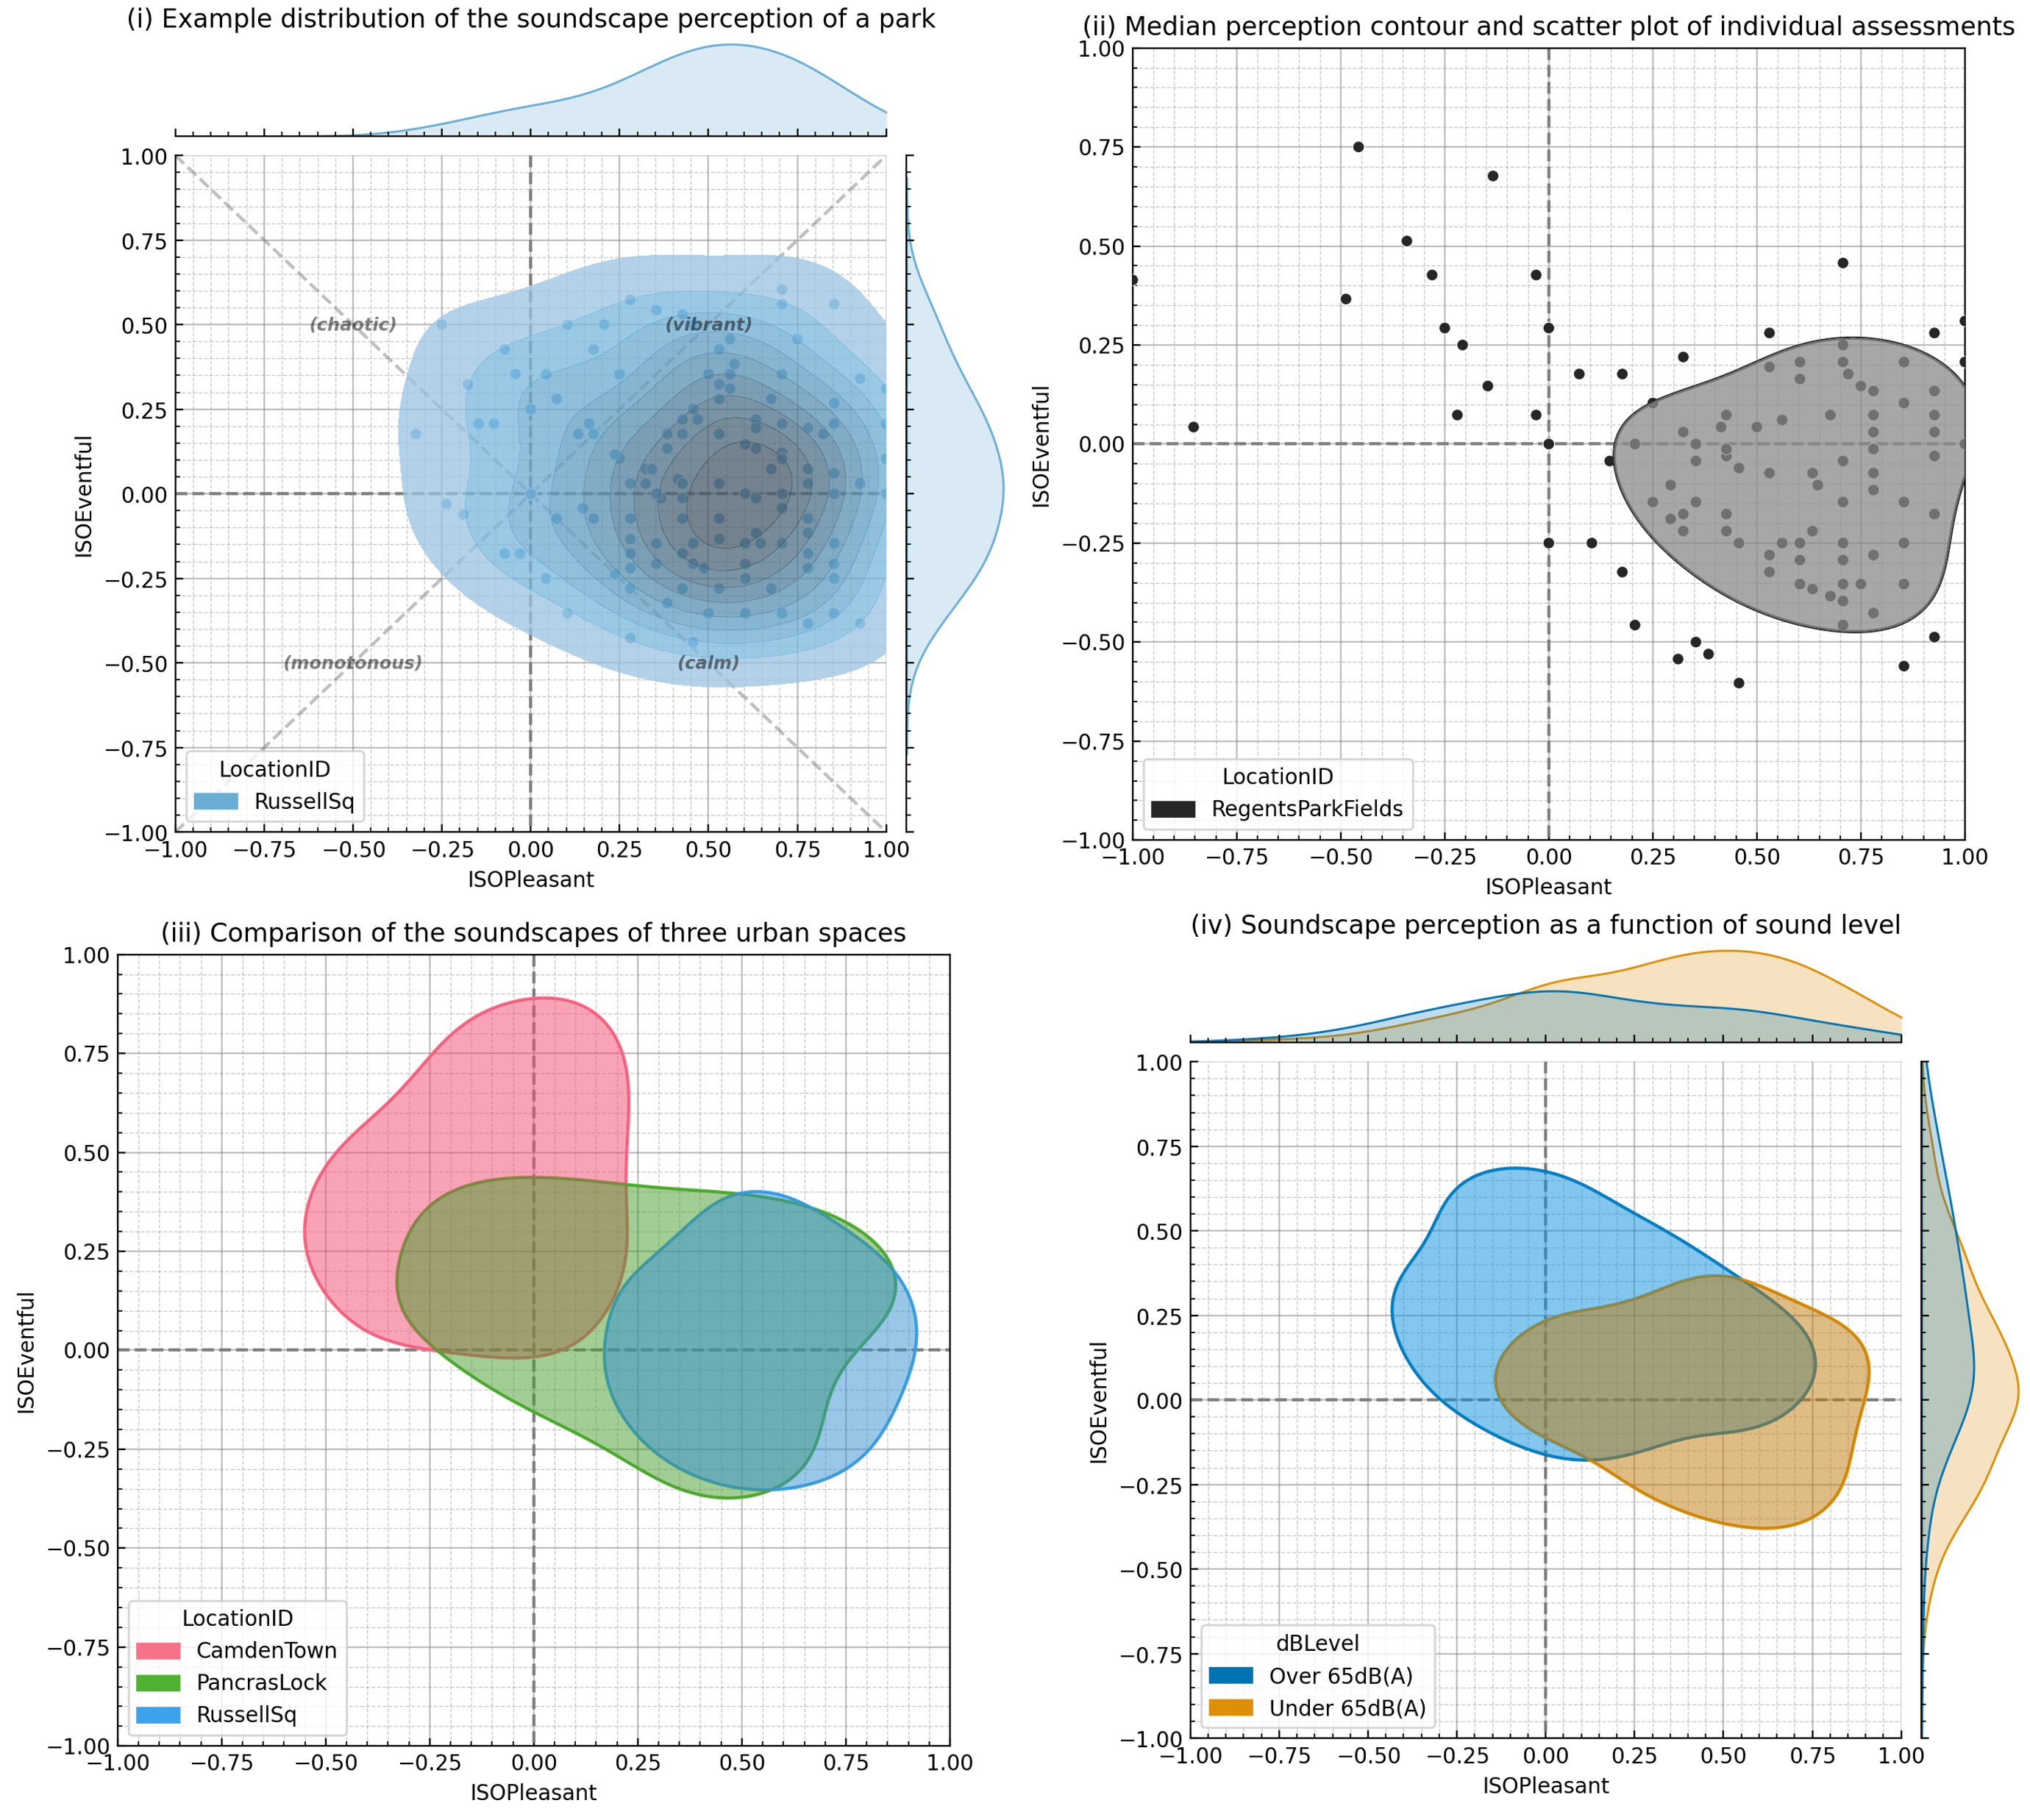 (i) Example distribution of the soundscape perception of a park
1.00
0.75
0.50
0.25
0.00
−0.25
−0.50
−0.75
−1.00
ISOEventful
(chaotic)
(vibrant)
(monotonous)
(calm)
LocationID
RussellSq
−1.00 −0.75 −0.50 −0.25 0.00 0.25 0.50 0.75 1.00
ISOPleasant
(ii) Median perception contour and scatter plot of individual assessments
1.00
0.75
0.50
0.25
0.00
−0.25
−0.50
−0.75
−1.00
ISOEventful
LocationID
RegentsParkFields
−1.00 −0.75 −0.50 −0.25 0.00 0.25 0.50 0.75 1.00
ISOPleasant
(iii) Comparison of the soundscapes of three urban spaces
1.00
0.75
0.50
0.25
0.00
−0.25
−0.50
−0.75
−1.00
ISOEventful
LocationID
CamdenTown
PancrasLock
RussellSq
−1.00 −0.75 −0.50 −0.25 0.00 0.25 0.50 0.75 1.00
ISOPleasant
(iv) Soundscape perception as a function of sound level
1.00
0.75
0.50
0.25
0.00
−0.25
−0.50
−0.75
−1.00
ISOEventful
dBLevel
Over 65dB(A)
Under 65dB(A)
−1.00 −0.75 −0.50 −0.25 0.00 0.25 0.50 0.75 1.00
ISOPleasant